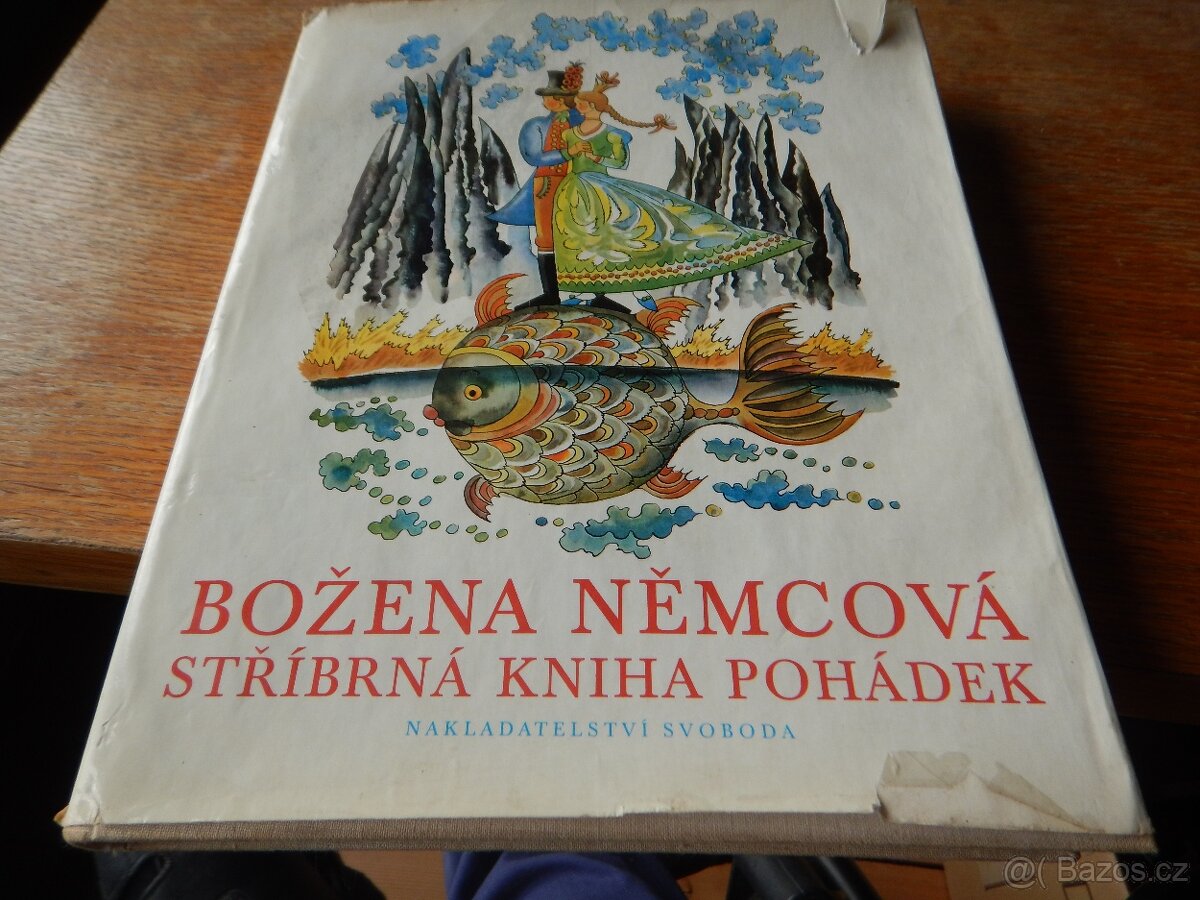 BOŽENA NĚMCOVÁ
STŘÍBRNÁ KNIHA POHÁDEK
NAKLADATELSTVÍ SVOBODA
@( Bazos.cz